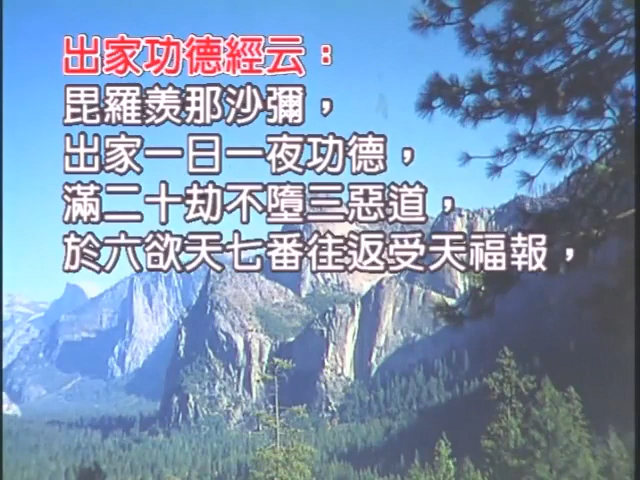 出家功德經云：
毘羅羨那沙彌，
出家一日一夜功德，
滿二十劫不墮三惡道，
於六欲天七番往返受天福報，